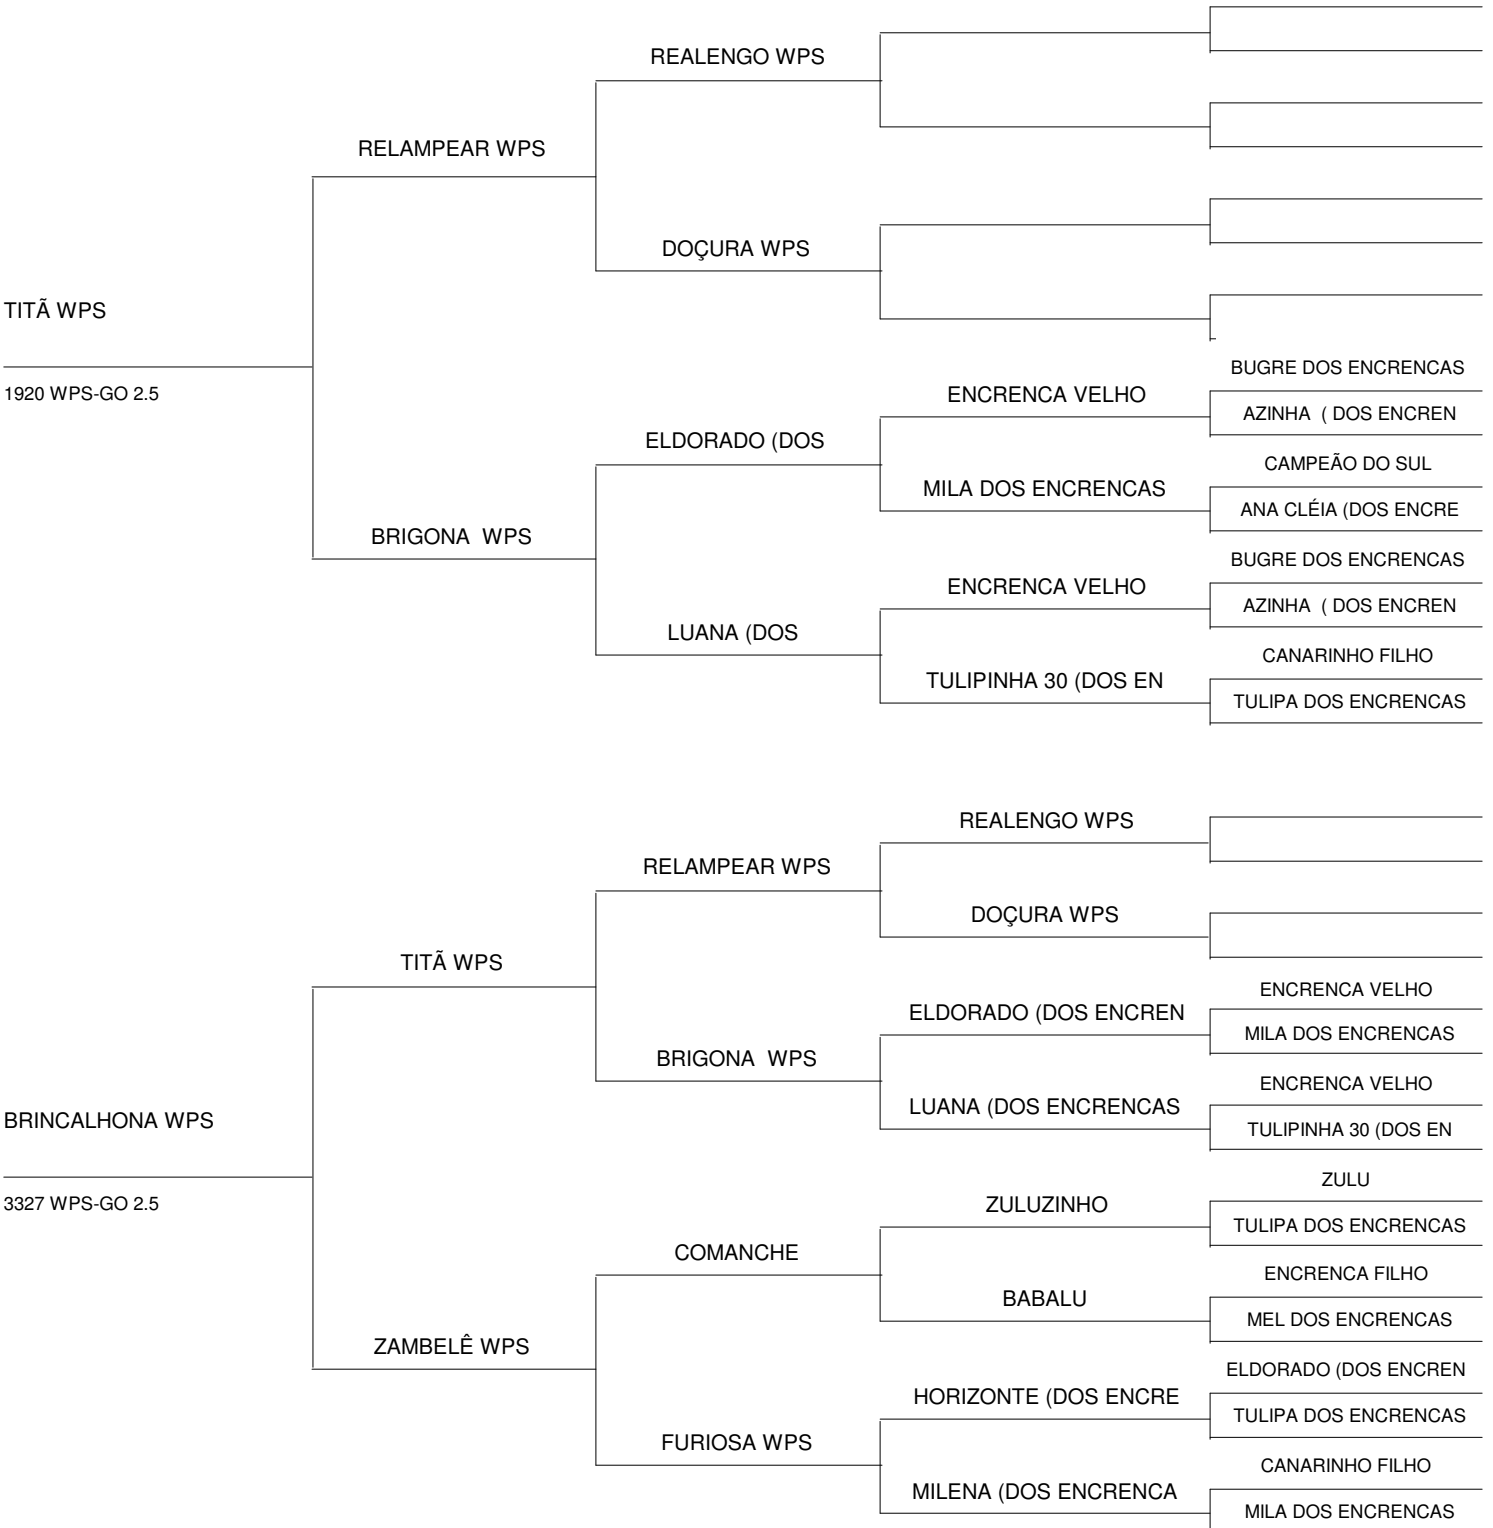 REALENGO WPS
RELAMPEAR WPS
DOÇURA WPS
TITÃ WPS
1920 WPS-GO 2.5
BUGRE DOS ENCRENCAS
ENCRENCA VELHO
AZINHA  ( DOS ENCREN
ELDORADO (DOS
CAMPEÃO DO SUL
MILA DOS ENCRENCAS
ANA CLÉIA (DOS ENCRE
BRIGONA  WPS
BUGRE DOS ENCRENCAS
ENCRENCA VELHO
AZINHA  ( DOS ENCREN
LUANA (DOS
CANARINHO FILHO
TULIPINHA 30 (DOS EN
TULIPA DOS ENCRENCAS
REALENGO WPS
RELAMPEAR WPS
DOÇURA WPS
TITÃ WPS
ENCRENCA VELHO
ELDORADO (DOS ENCREN
MILA DOS ENCRENCAS
BRIGONA  WPS
ENCRENCA VELHO
LUANA (DOS ENCRENCAS
TULIPINHA 30 (DOS EN
BRINCALHONA WPS
3327 WPS-GO 2.5
ZULU
ZULUZINHO
TULIPA DOS ENCRENCAS
COMANCHE
ENCRENCA FILHO
BABALU
MEL DOS ENCRENCAS
ZAMBELÊ WPS
ELDORADO (DOS ENCREN
HORIZONTE (DOS ENCRE
TULIPA DOS ENCRENCAS
FURIOSA WPS
CANARINHO FILHO
MILENA (DOS ENCRENCA
MILA DOS ENCRENCAS